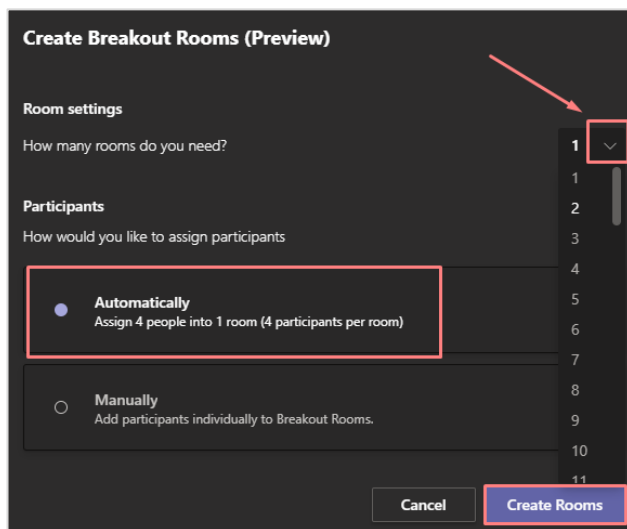 Create Breakout Rooms (Preview)
Room settings
How many rooms do you need?
1
1
2
3
4
5
6
7
8
9
10
11
Participants
How would you like to assign participants
Automatically
Assign 4 people into 1 room (4 participants per room)
Manually
Add participants individually to Breakout Rooms.
Cancel
Create Rooms